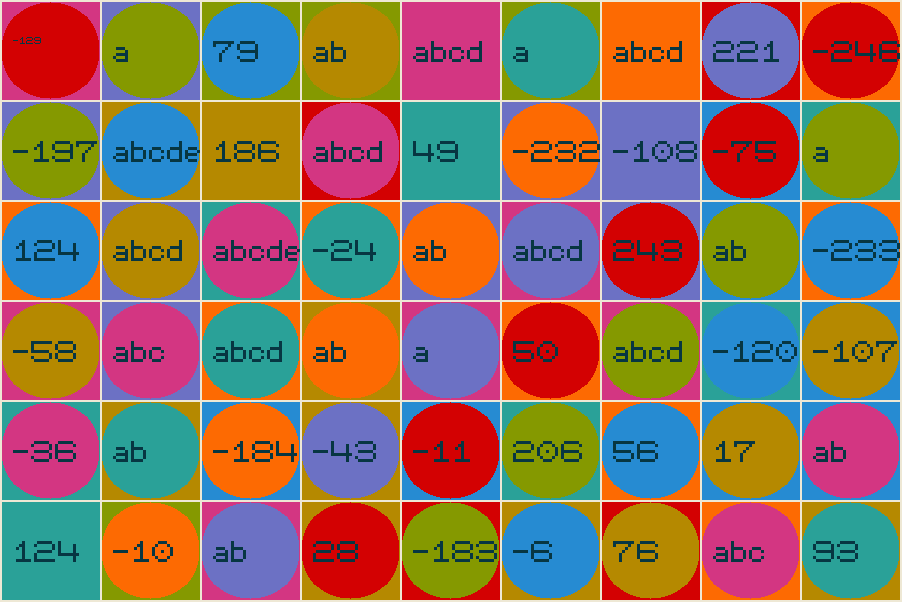 -129 a 79 ab abcd a abcd 221 -246
-197 abcde 186 abcd 49 -232 -108 -75 a
124 abcd abcde -24 ab abcd 243 ab -233
-58 abc abcd ab a 50 abcd -120 -107
-36 ab -184 -43 -11 206 56 17 ab
124 -10 ab 28 -183 -6 76 abc 93